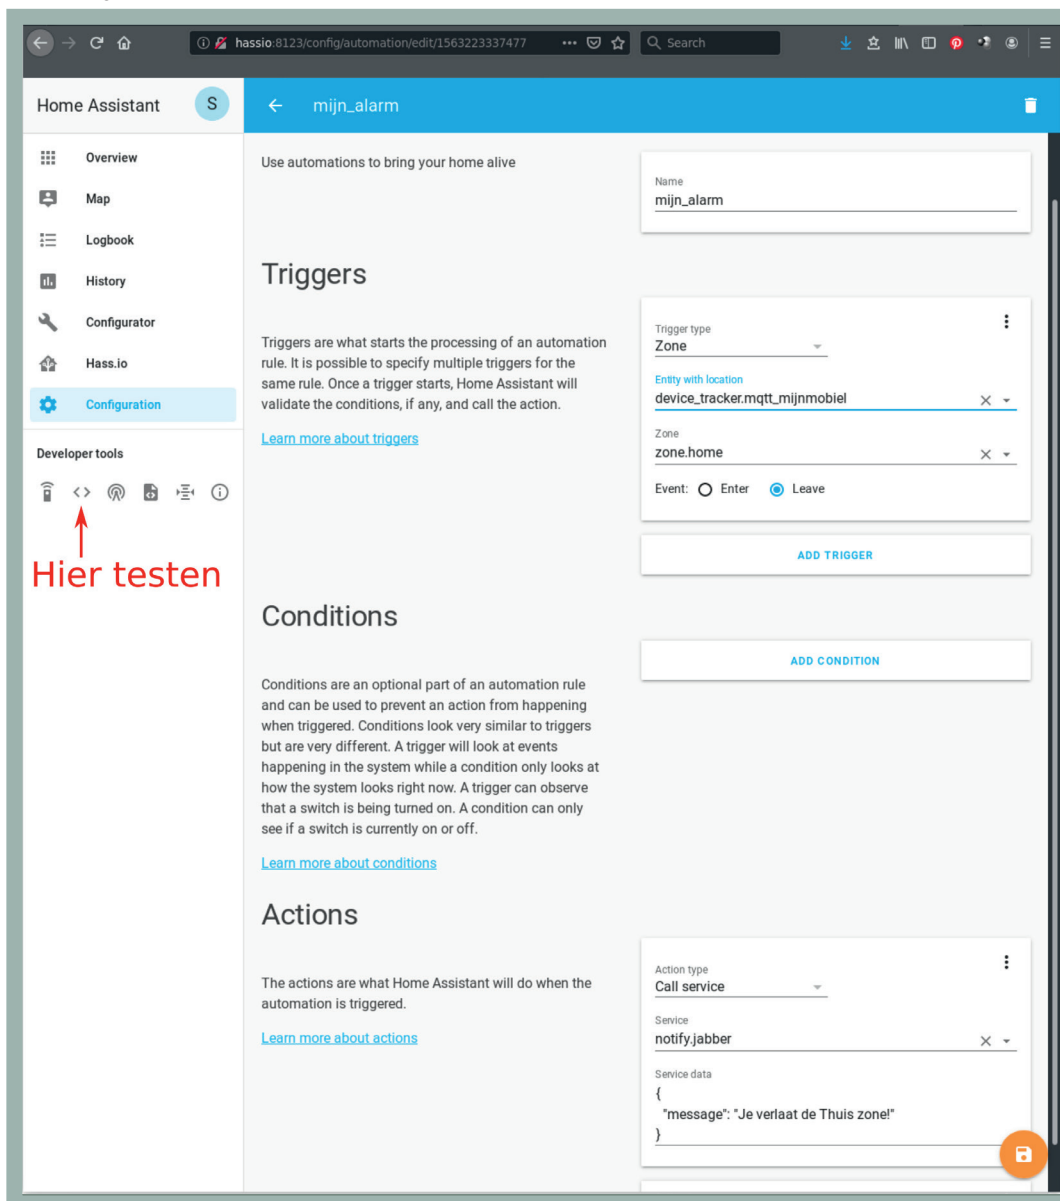 hassio:8123/config/automation/edit/1563223337477
Search
Home Assistant
S
mijn_alarm
Overview
Map
Logbook
History
Configurator
Hass.io
Configuration
Developer tools
Hier testen
Use automations to bring your home alive
Name
mijn_alarm
Triggers
Triggers are what starts the processing of an automation
rule. It is possible to specify multiple triggers for the
same rule. Once a trigger starts, Home Assistant will
validate the conditions, if any, and call the action.
Learn more about triggers
Trigger type
Zone
Entity with location
device_tracker.mqtt_mijnmobiel
Zone
zone.home
Event: Enter Leave
ADD TRIGGER
Conditions
Conditions are an optional part of an automation rule
and can be used to prevent an action from happening
when triggered. Conditions look very similar to triggers
but are very different. A trigger will look at events
happening in the system while a condition only looks at
how the system looks right now. A trigger can observe
that a switch is being turned on. A condition can only
see if a switch is currently on or off.
Learn more about conditions
ADD CONDITION
Actions
The actions are what Home Assistant will do when the
automation is triggered.
Learn more about actions
Action type
Call service
Service
notify.jabber
Service data
{
"message": "Je verlaat de Thuis zone!"
}